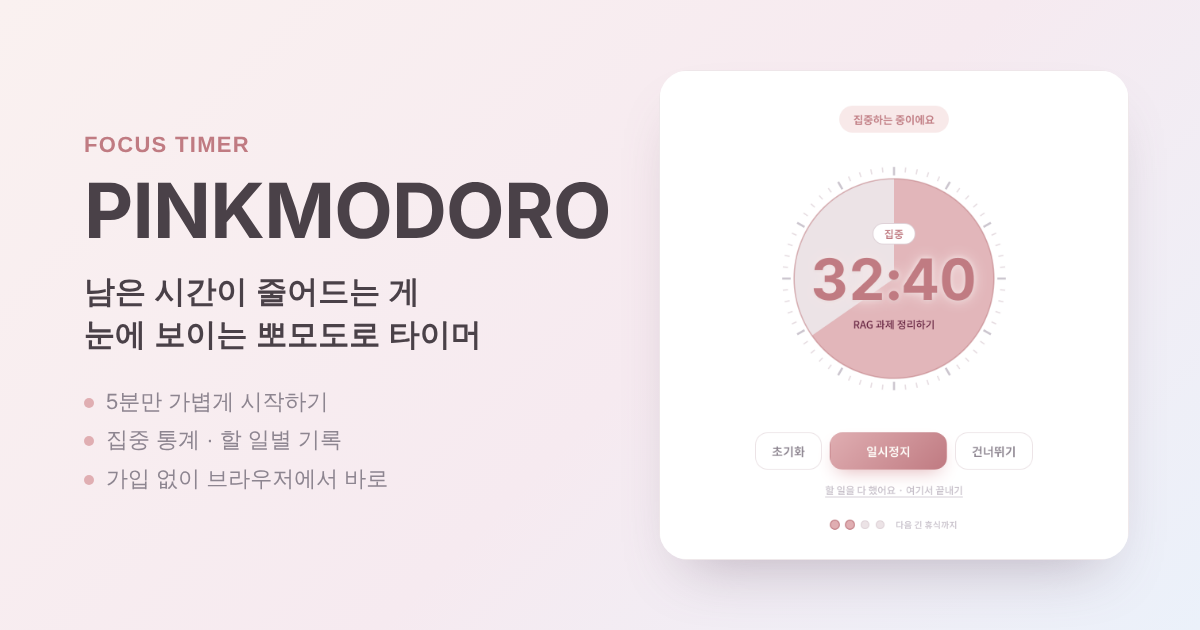 FOCUS TIMER
PINKMODORO
남은 시간이 줄어드는 게
눈에 보이는 뽀모도로 타이머
5분만 가볍게 시작하기
집중 통계 · 할 일별 기록
가입 없이 브라우저에서 바로
집중하는 중이에요
집중
32:40
RAG 과제 정리하기
초기화 일시정지 건너뛰기
할 일을 다 했어요 · 여기서 끝내기
다음 긴 휴식까지